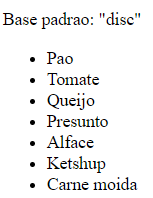 Base padrao: "disc"
Pao
Tomate
Queijo
Presunto
Alface
Ketshup
Carne moida